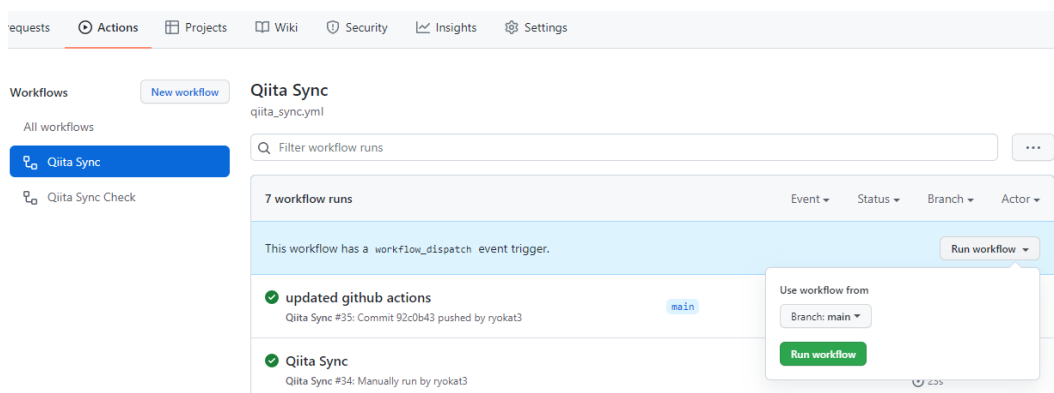 equests Actions Projects Wiki Security Insights Settings
Workflows New workflow
All workflows
Qiita Sync
Qiita Sync Check
Qiita Sync
qiita_sync.yml
Filter workflow runs
7 workflow runs Event Status Branch Actor
This workflow has a workflow_dispatch event trigger. Run workflow
Use workflow from
Branch: main
Run workflow
updated github actions main
Qiita Sync #35: Commit 92c0b43 pushed by ryokat3
Qiita Sync
Qiita Sync #34: Manually run by ryokat3